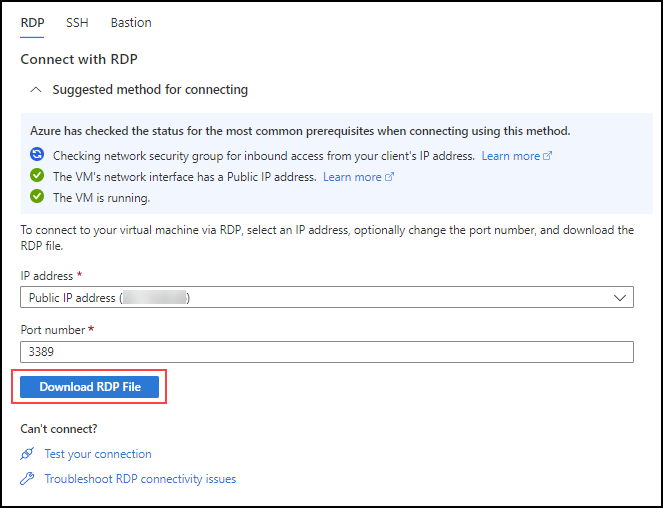 RDP SSH Bastion
Connect with RDP
Suggested method for connecting
Azure has checked the status for the most common prerequisites when connecting using this method.
Checking network security group for inbound access from your client's IP address. Learn more
The VM's network interface has a Public IP address. Learn more
The VM is running.
To connect to your virtual machine via RDP, select an IP address, optionally change the port number, and download the
RDP file.
IP address *
Public IP address ( )
Port number *
3389
Download RDP File
Can't connect?
Test your connection
Troubleshoot RDP connectivity issues